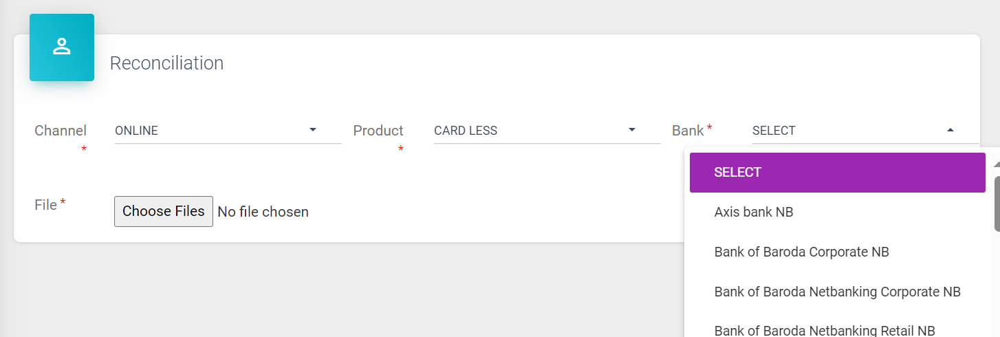 Reconciliation
Channel * ONLINE Product * CARD LESS Bank * SELECT
SELECT
Axis bank NB
Bank of Baroda Corporate NB
Bank of Baroda Netbanking Corporate NB
Bank of Baroda Netbanking Retail NB
File * Choose Files No file chosen